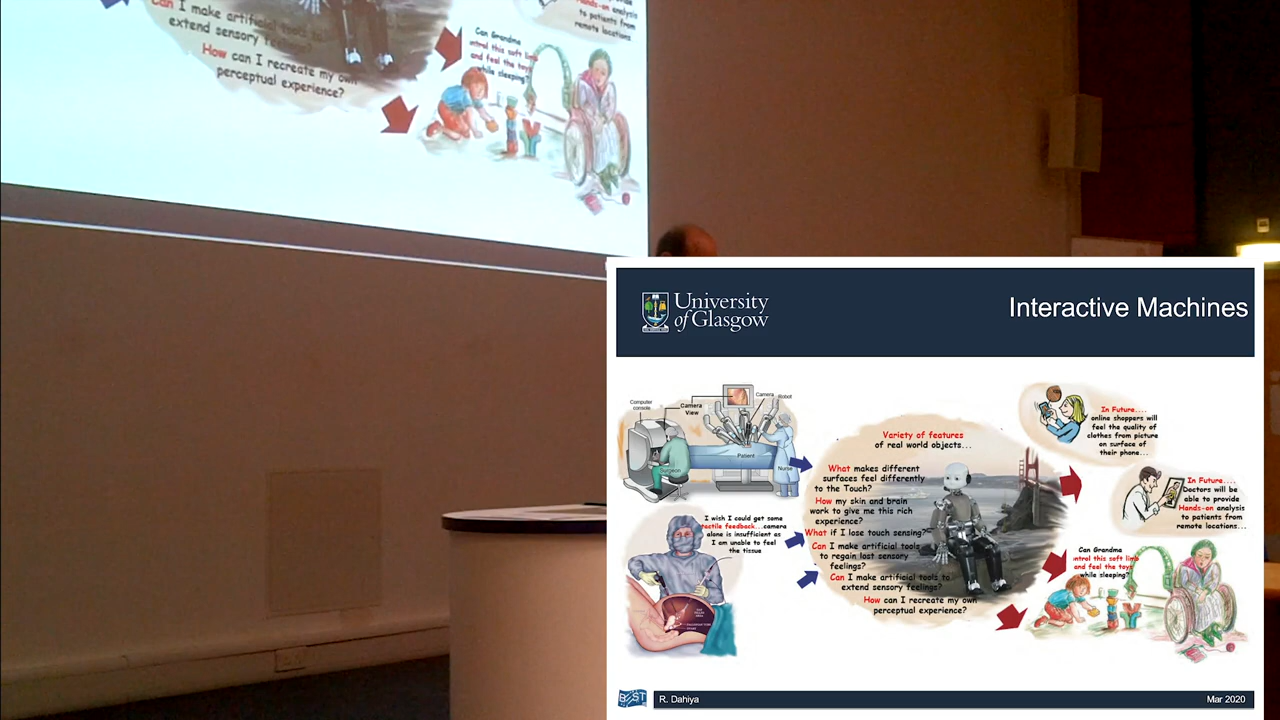 Can I make artificial tools to
extend sensory feelings?
How can I recreate my own
perceptual experience?
Hands-on analysis
to patients from
remote locations
Can Grandma
ntrol this soft limb
and feel the toys
while sleeping?
University
of Glasgow
Interactive Machines
Computer
console
Camera
View
Camera
Robot
Surgeon
Patient
Nurse
I wish I could get some
tactile feedback...camera
alone is insufficient as
I am unable to feel
the tissue
Variety of features
of real world objects...
What makes different
surfaces feel differently
to the Touch?
How my skin and brain
work to give me this rich
experience?
What if I lose touch sensing?
Can I make artificial tools
to regain lost sensory
feelings?
Can I make artificial tools to
extend sensory feelings?
How can I recreate my own
perceptual experience?
In Future....
online shoppers will
feel the quality of
clothes from picture
on surface of
their phone...
In Future....
Doctors will be
able to provide
Hands-on analysis
to patients from
remote locations...
Can Grandma
ntrol this soft limb
and feel the toys
while sleeping?
BEST
R. Dahiya
Mar 2020